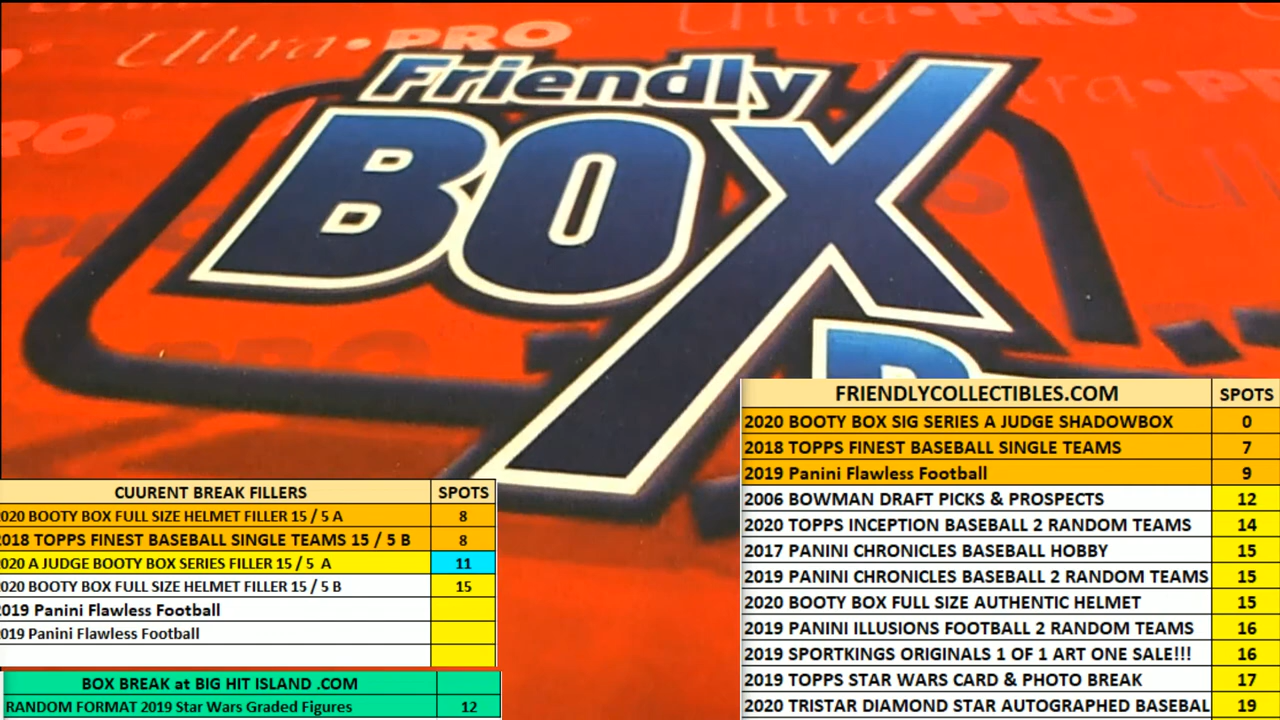 Ultra PRO
Ultra PRO
PRO
Friendly
BOX
FRIENDLYCOLLECTIBLES.COM SPOTS
2020 BOOTY BOX SIG SERIES A JUDGE SHADOWBOX 0
2018 TOPPS FINEST BASEBALL SINGLE TEAMS 7
2019 Panini Flawless Football 9
2006 BOWMAN DRAFT PICKS & PROSPECTS 12
2020 TOPPS INCEPTION BASEBALL 2 RANDOM TEAMS 14
2017 PANINI CHRONICLES BASEBALL HOBBY 15
2019 PANINI CHRONICLES BASEBALL 2 RANDOM TEAMS 15
2020 BOOTY BOX FULL SIZE AUTHENTIC HELMET 15
2019 PANINI ILLUSIONS FOOTBALL 2 RANDOM TEAMS 16
2019 SPORTKINGS ORIGINALS 1 OF 1 ART ONE SALE!!! 16
2019 TOPPS STAR WARS CARD & PHOTO BREAK 17
2020 TRISTAR DIAMOND STAR AUTOGRAPHED BASEBAL 19
CUURENT BREAK FILLERS SPOTS
020 BOOTY BOX FULL SIZE HELMET FILLER 15 / 5 A 8
2018 TOPPS FINEST BASEBALL SINGLE TEAMS 15 / 5 B 8
020 A JUDGE BOOTY BOX SERIES FILLER 15 / 5 A 11
020 BOOTY BOX FULL SIZE HELMET FILLER 15 / 5 B 15
2019 Panini Flawless Football
019 Panini Flawless Football
BOX BREAK at BIG HIT ISLAND .COM
RANDOM FORMAT 2019 Star Wars Graded Figures 12